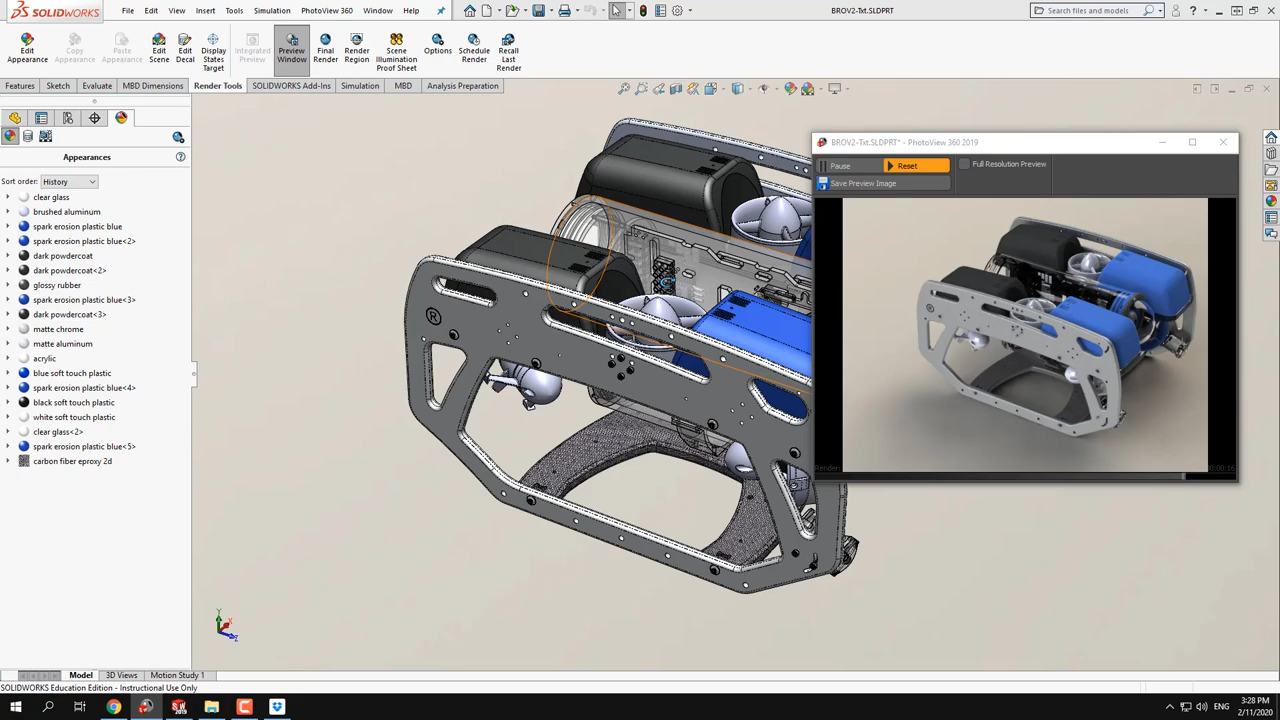 SOLIDWORKS
File Edit View Insert Tools Simulation PhotoView 360 Window Help
BROV2-Txt.SLDPRT
Search files and models
Edit Appearance
Copy Appearance
Paste Appearance
Edit Scene
Edit Decal
Display States Target
Integrated Preview
Preview Window
Final Render
Render Region
Scene Illumination Proof Sheet
Options
Schedule Render
Recall Last Render
Features Sketch Evaluate MBD Dimensions Render Tools SOLIDWORKS Add-Ins Simulation MBD Analysis Preparation
Appearances
Sort order: History
clear glass
brushed aluminum
spark erosion plastic blue
spark erosion plastic blue<2>
dark powdercoat
dark powdercoat<2>
glossy rubber
spark erosion plastic blue<3>
dark powdercoat<3>
matte chrome
matte aluminum
acrylic
blue soft touch plastic
spark erosion plastic blue<4>
black soft touch plastic
white soft touch plastic
clear glass<2>
spark erosion plastic blue<5>
carbon fiber eproxy 2d
BROV2-Txt.SLDPRT* - PhotoView 360 2019
Pause Reset Full Resolution Preview
Save Preview Image
Render:
00:00:16
®
Y
X
Z
Model 3D Views Motion Study 1
SOLIDWORKS Education Edition - Instructional Use Only
SW 2019
ENG
3:28 PM
2/11/2020